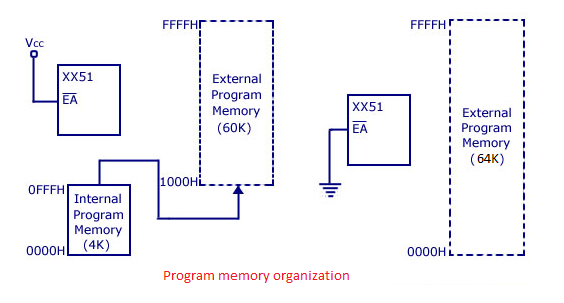 Vcc
XX51
EA
FFFFH
External
Program
Memory
(60K)
1000H
0FFFH
Internal
Program
Memory
(4K)
0000H
XX51
EA
FFFFH
External
Program
Memory
(64K)
0000H
Program memory organization